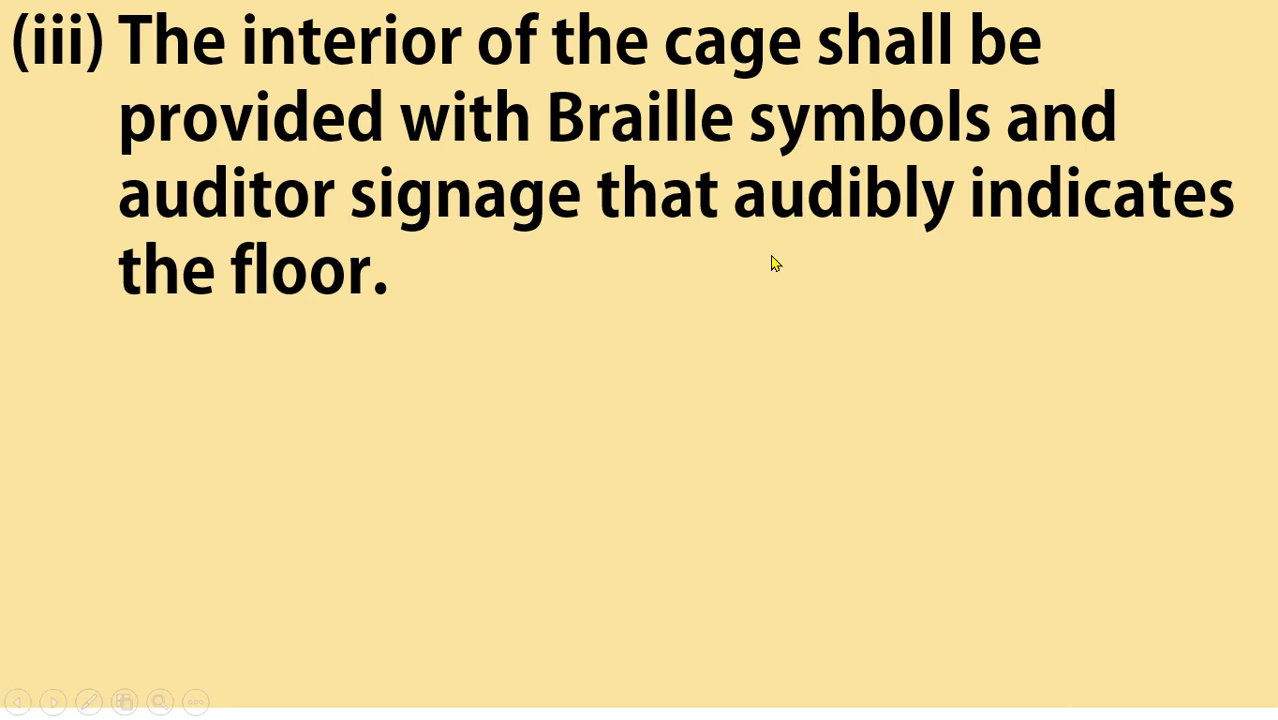 (iii) The interior of the cage shall be
provided with Braille symbols and
auditor signage that audibly indicates
the floor.